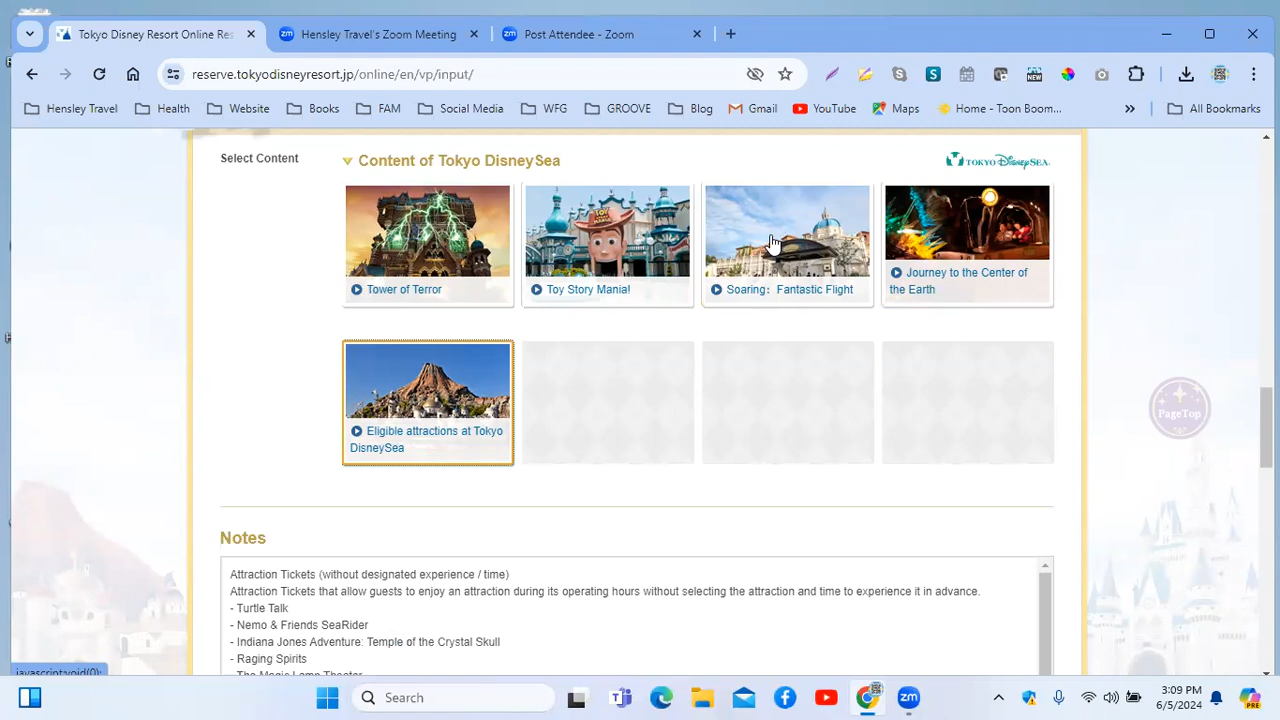 Tokyo Disney Resort Online Res
Hensley Travel's Zoom Meeting
Post Attendee - Zoom
reserve.tokyodisneyresort.jp/online/en/vp/input/
Hensley Travel
Health
Website
Books
FAM
Social Media
WFG
GROOVE
Blog
Gmail
YouTube
Maps
Home - Toon Boom...
All Bookmarks
Select Content
Content of Tokyo DisneySea
TOKYO DisneySEA.
Tower of Terror
Toy Story Mania!
Soaring: Fantastic Flight
Journey to the Center of
the Earth
Eligible attractions at Tokyo
DisneySea
PageTop
Notes
Attraction Tickets (without designated experience / time)
Attraction Tickets that allow guests to enjoy an attraction during its operating hours without selecting the attraction and time to experience it in advance.
- Turtle Talk
- Nemo & Friends SeaRider
- Indiana Jones Adventure: Temple of the Crystal Skull
- Raging Spirits
- The Magic Lamp Theater
javascript:void(0);
Search
3:09 PM
6/5/2024